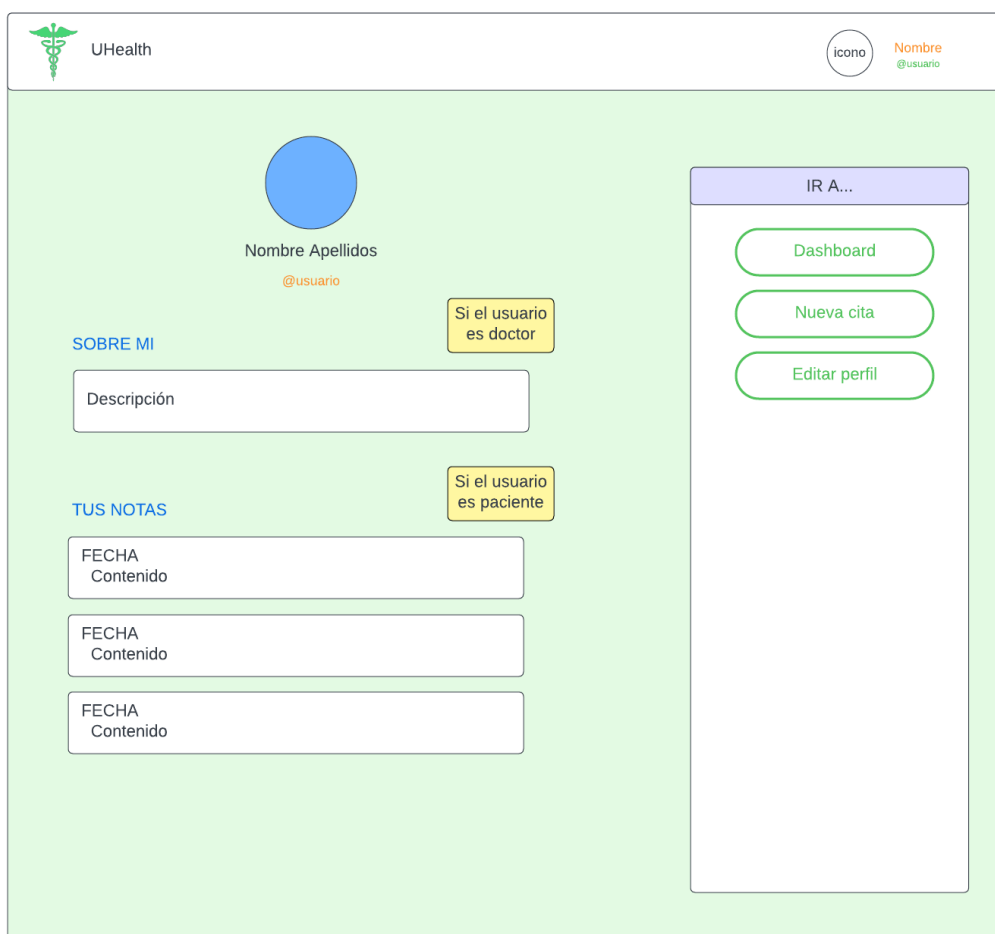 UHealth
icono
Nombre
@usuario
Nombre Apellidos
@usuario
Si el usuario
es doctor
SOBRE MI
Descripción
Si el usuario
es paciente
TUS NOTAS
FECHA
Contenido
FECHA
Contenido
FECHA
Contenido
IR A...
Dashboard
Nueva cita
Editar perfil